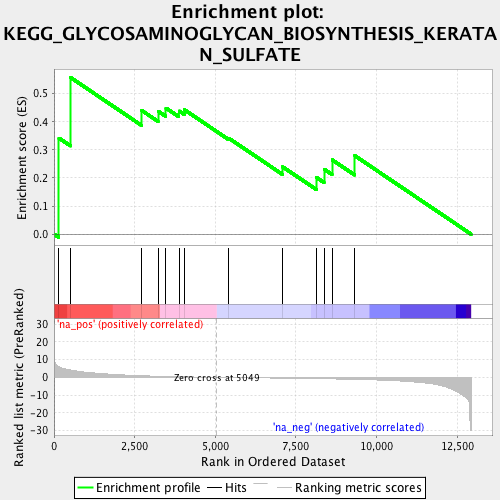 Enrichment plot:
KEGG_GLYCOSAMINOGLYCAN_BIOSYNTHESIS_KERATA
N_SULFATE
Enrichment score (ES)
0.5
0.4
0.3
0.2
0.1
0.0
'na_pos' (positively correlated)
Ranked list metric (PreRanked)
30
20
10
0
-10
-20
-30
Zero cross at 5049
'na_neg' (negatively correlated)
0
2,500
5,000
7,500
10,000
12,500
Rank in Ordered Dataset
Enrichment profile
Hits
Ranking metric scores